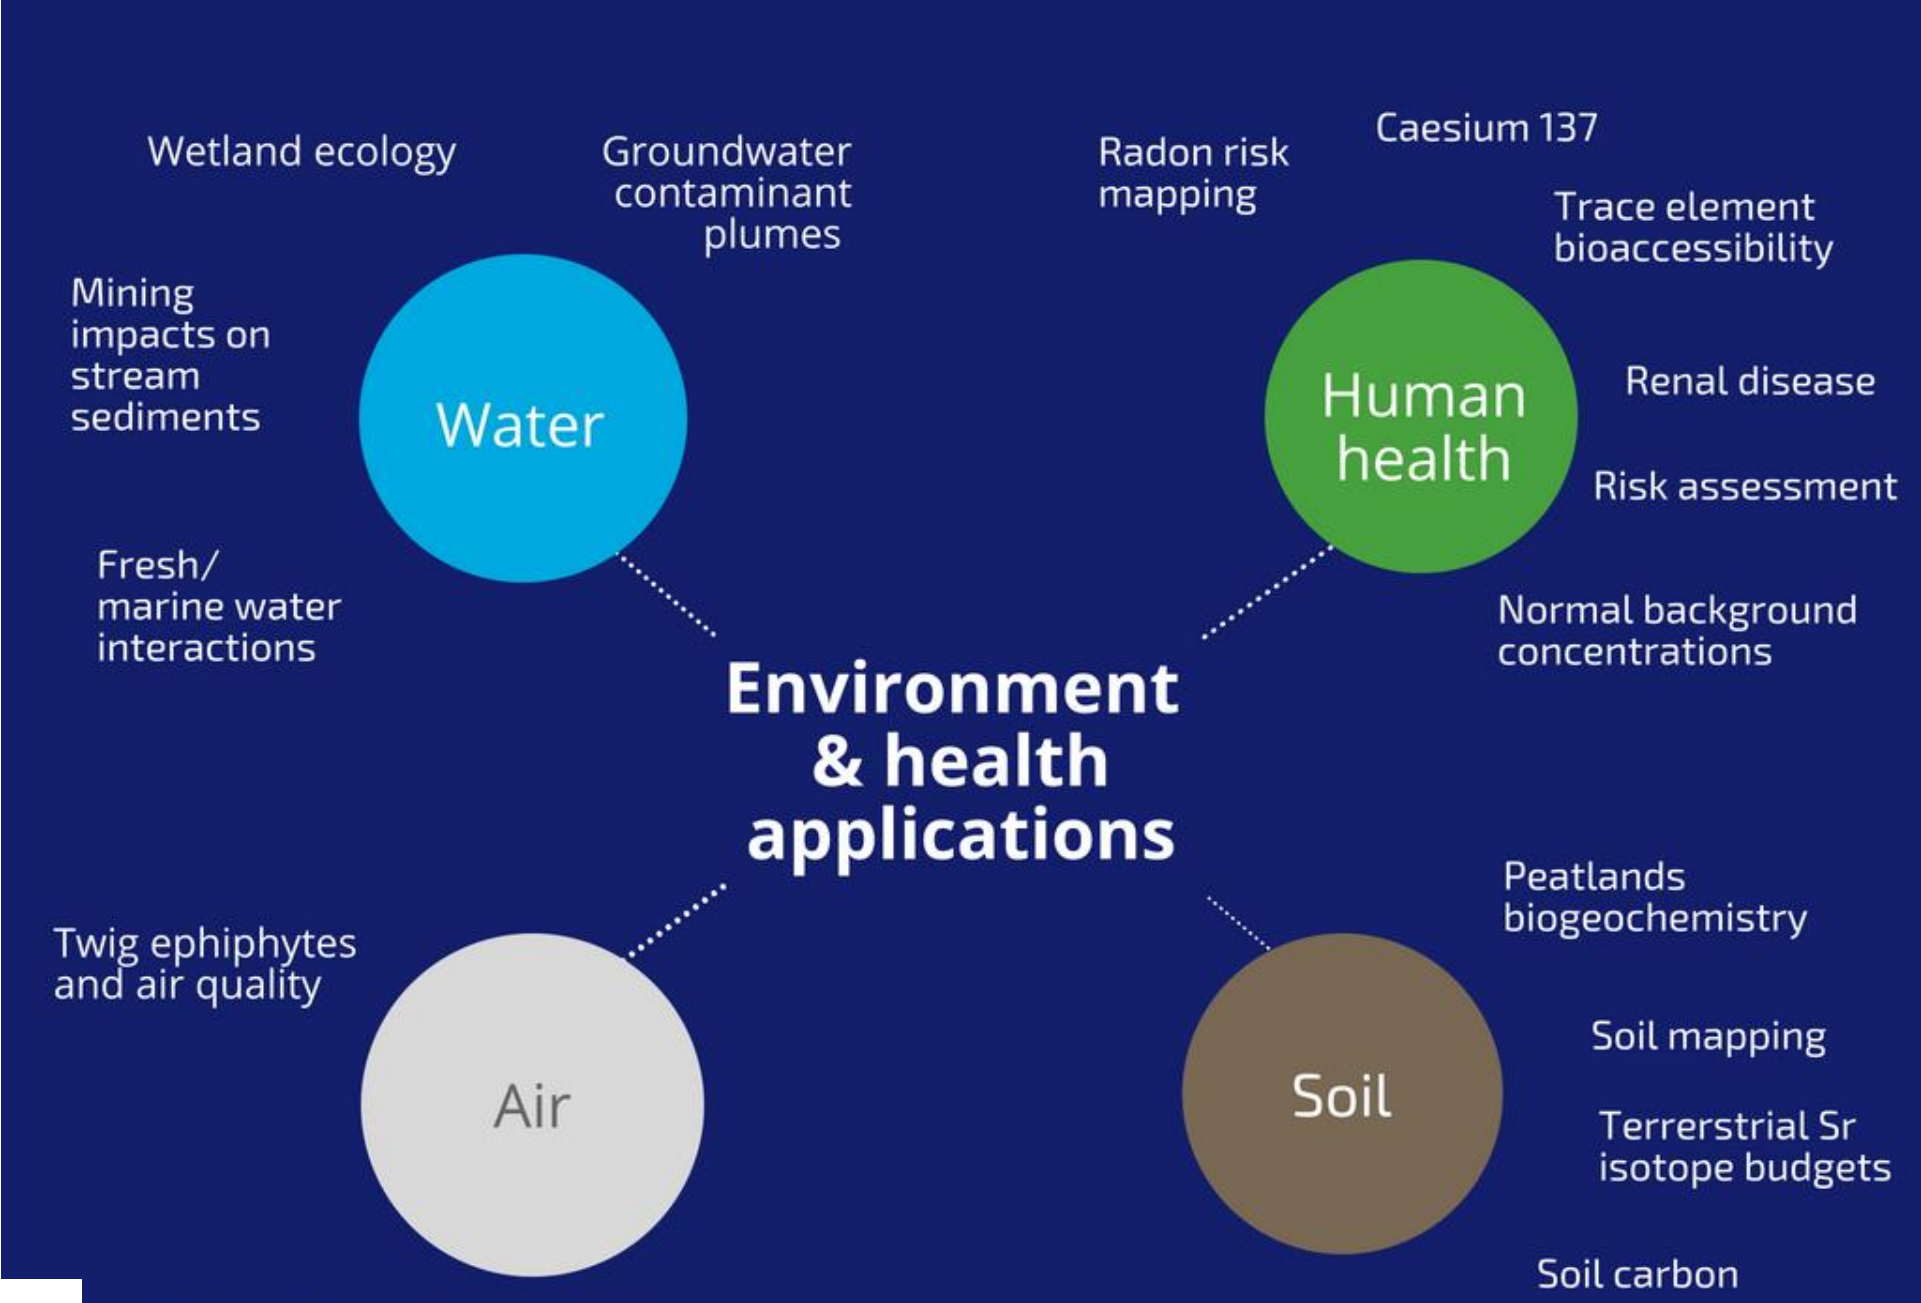 Wetland ecology
Groundwater
contaminant
plumes
Mining
impacts on
stream
sediments
Water
Fresh/
marine water
interactions
Radon risk
mapping
Caesium 137
Trace element
bioaccessibility
Human
health
Renal disease
Risk assessment
Normal background
concentrations
Environment
& health
applications
Twig ephiphytes
and air quality
Air
Peatlands
biogeochemistry
Soil
Soil mapping
Terrerstrial Sr
isotope budgets
Soil carbon